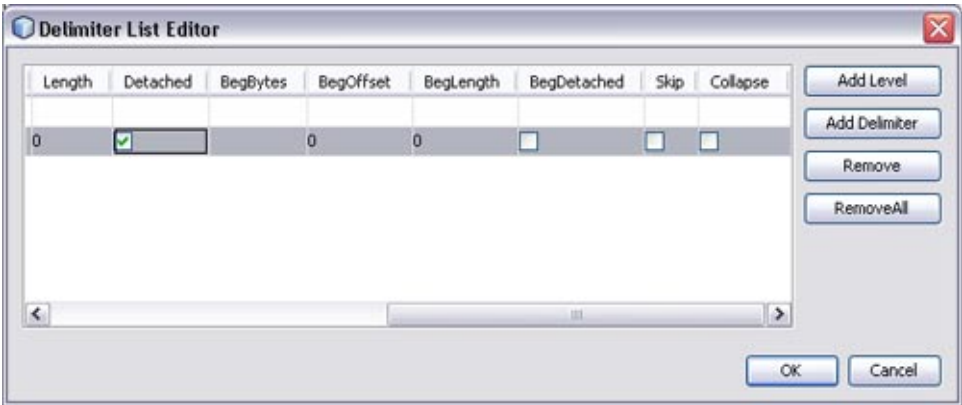 Delimiter List Editor
Length Detached BegBytes BegOffset BegLength BegDetached Skip Collapse
0 0 0
Add Level
Add Delimiter
Remove
RemoveAll
OK Cancel